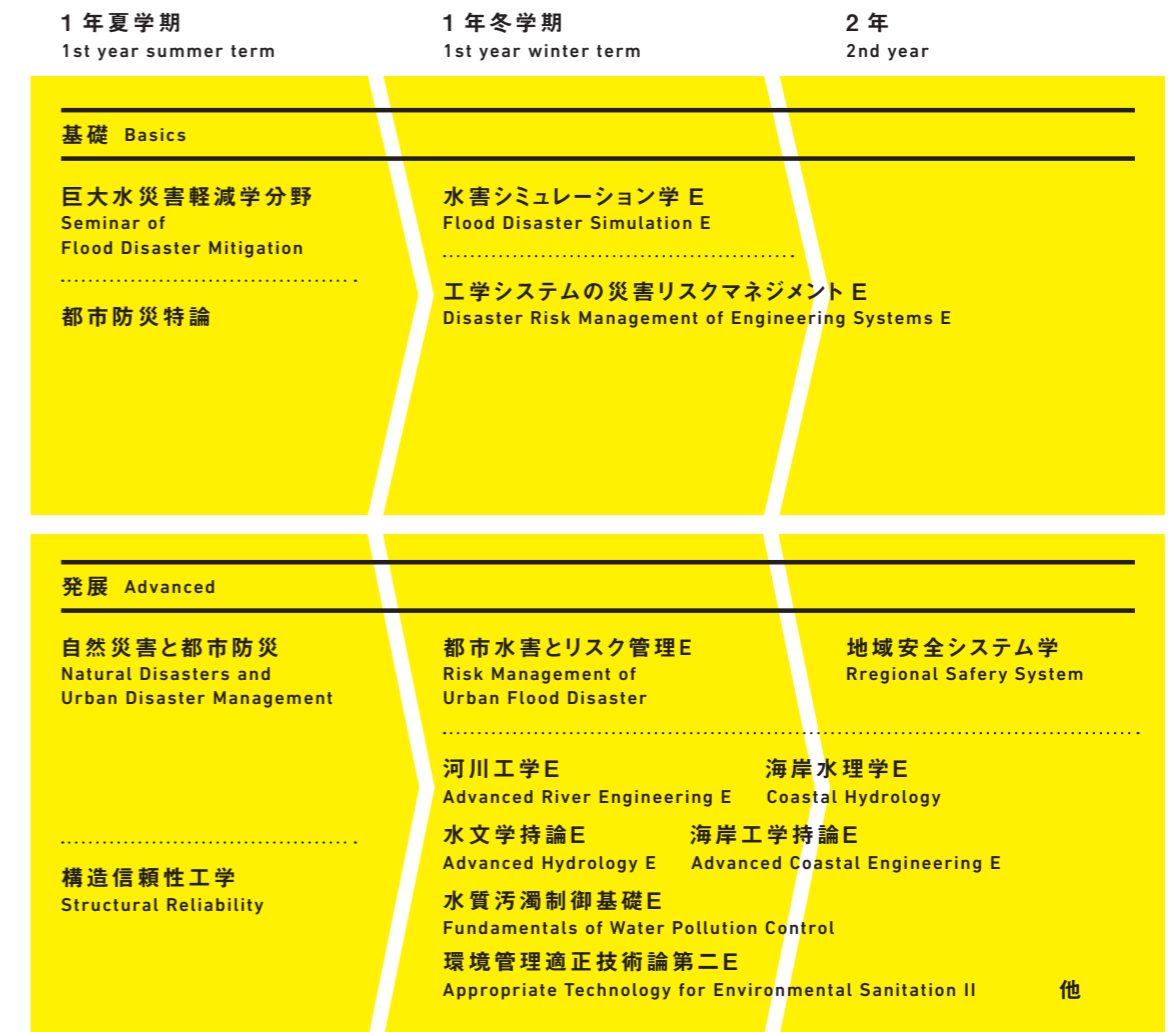 1 年夏学期
1st year summer term
1 年冬学期
1st year winter term
2 年
2nd year
基礎 Basics
巨大水災害軽減学分野
Seminar of
Flood Disaster Mitigation
都市防災特論
水害シミュレーション学 E
Flood Disaster Simulation E
工学システムの災害リスクマネジメント E
Disaster Risk Management of Engineering Systems E
発展 Advanced
自然災害と都市防災
Natural Disasters and
Urban Disaster Management
構造信頼性工学
Structural Reliability
都市水害とリスク管理E
Risk Management of
Urban Flood Disaster
地域安全システム学
Rregional Safery System
河川工学E
Advanced River Engineering E
海岸水理学E
Coastal Hydrology
水文学持論E
Advanced Hydrology E
海岸工学持論E
Advanced Coastal Engineering E
水質汚濁制御基礎E
Fundamentals of Water Pollution Control
環境管理適正技術論第二E
Appropriate Technology for Environmental Sanitation II
他